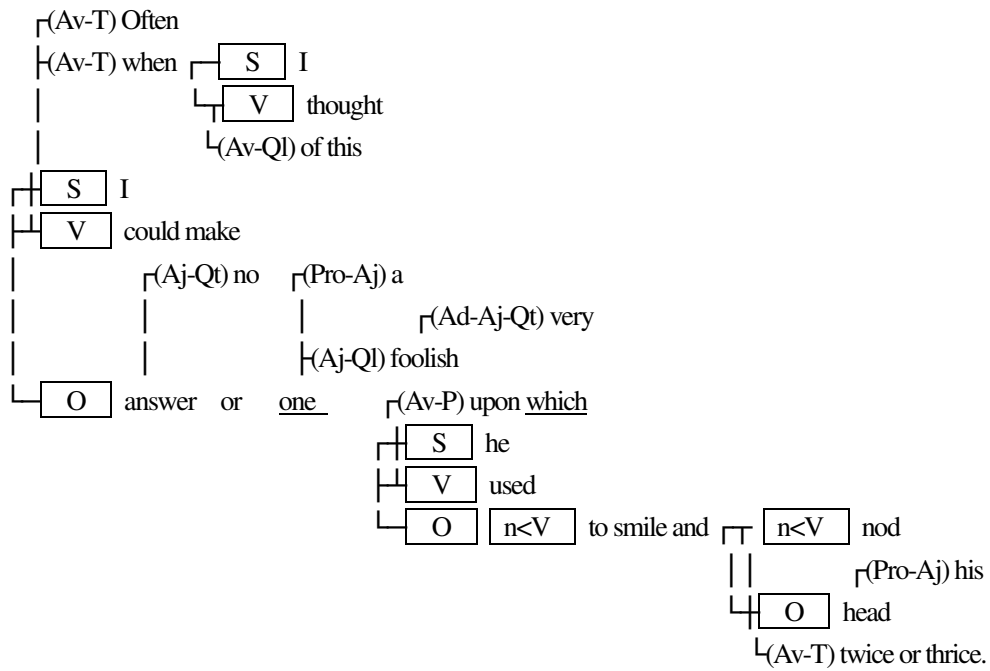 (Av-T) Often
(Av-T) when S I
V thought
(Av-Ql) of this
S I
V could make
(Aj-Qt) no (Pro-Aj) a
(Ad-Aj-Qt) very
(Aj-Ql) foolish
O answer or one (Av-P) upon which
S he
V used
O n<V to smile and n<V nod
(Pro-Aj) his
O head
(Av-T) twice or thrice.